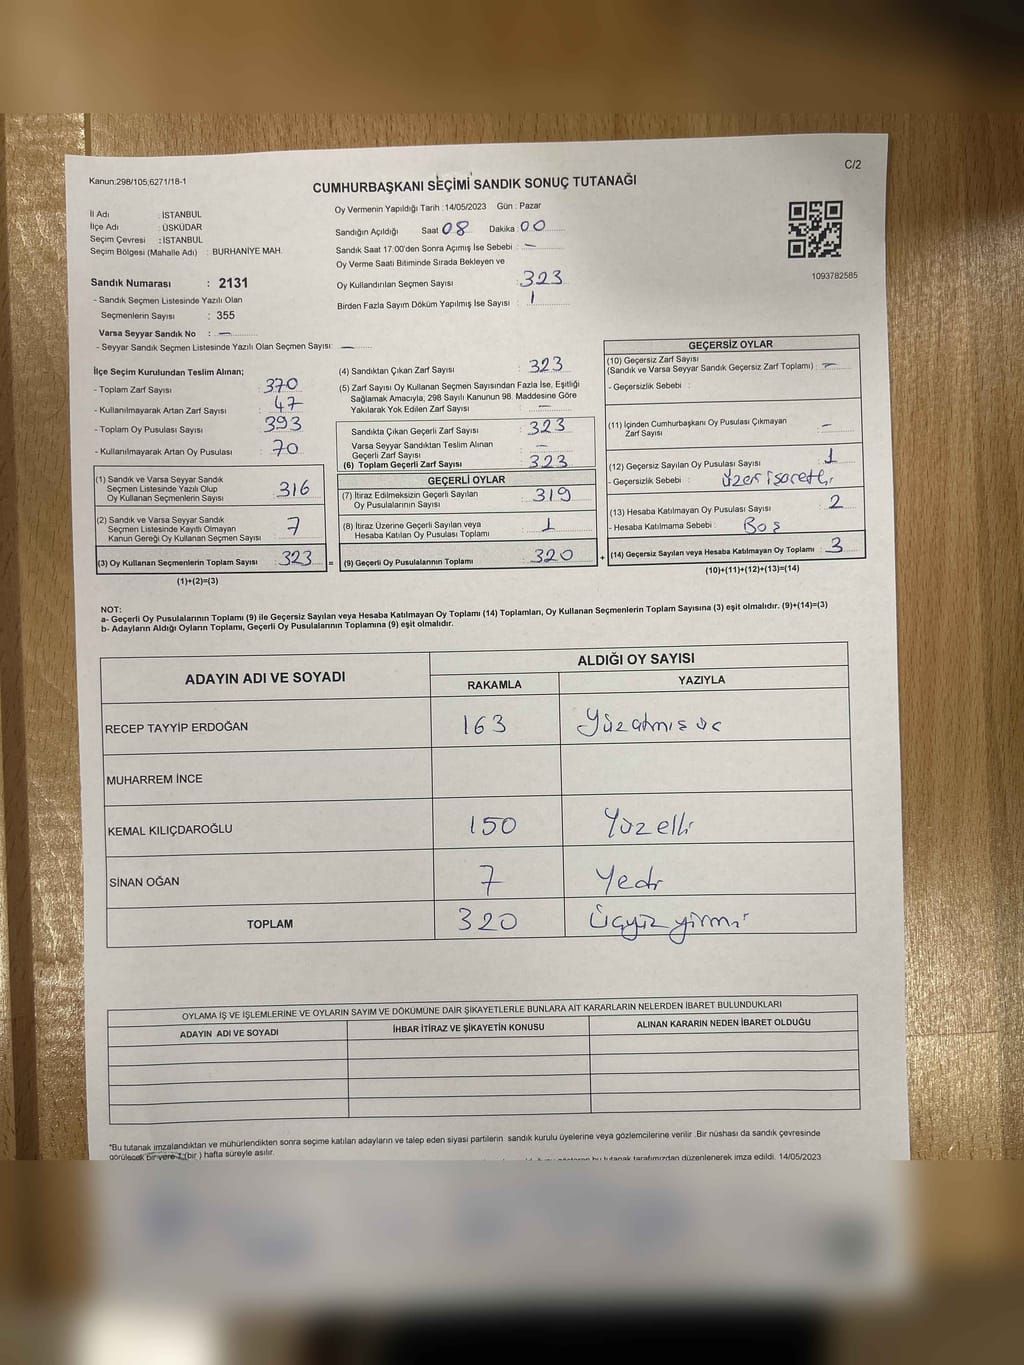 C/2
Kanun:298/105,6271/18-1
CUMHURBAŞKANI SEÇİMİ SANDIK SONUÇ TUTANAĞI
İl Adı : İSTANBUL
İlçe Adı : ÜSKÜDAR
Seçim Çevresi : İSTANBUL
Seçim Bölgesi (Mahalle Adı) : BURHANİYE MAH.
Oy Vermenin Yapıldığı Tarih : 14/05/2023 Gün : Pazar
Sandığın Açıldığı Saat 08 Dakika : 00
Sandık Saat 17:00'den Sonra Açımış İse Sebebi : —
Oy Verme Saati Bitiminde Sırada Bekleyen ve
Oy Kullandırılan Seçmen Sayısı : 323
Birden Fazla Sayım Döküm Yapılmış İse Sayısı : 1
1093782585
Sandık Numarası : 2131
- Sandık Seçmen Listesinde Yazılı Olan
Seçmenlerin Sayısı : 355
Varsa Seyyar Sandık No : —
- Seyyar Sandık Seçmen Listesinde Yazılı Olan Seçmen Sayısı: —
İlçe Seçim Kurulundan Teslim Alınan;
- Toplam Zarf Sayısı : 370
- Kullanılmayarak Artan Zarf Sayısı : 47
- Toplam Oy Pusulası Sayısı : 393
- Kullanılmayarak Artan Oy Pusulası : 70
(1) Sandık ve Varsa Seyyar Sandık
Seçmen Listesinde Yazılı Olup
Oy Kullanan Seçmenlerin Sayısı : 316
(2) Sandık ve Varsa Seyyar Sandık
Seçmen Listesinde Kayıtlı Olmayan
Kanun Gereği Oy Kullanan Seçmen Sayısı : 7
(3) Oy Kullanan Seçmenlerin Toplam Sayısı : 323 =
(1)+(2)=(3)
(4) Sandıktan Çıkan Zarf Sayısı : 323
(5) Zarf Sayısı Oy Kullanan Seçmen Sayısından Fazla İse, Eşitliği
Sağlamak Amacıyla, 298 Sayılı Kanunun 98. Maddesine Göre
Yakılarak Yok Edilen Zarf Sayısı : —
Sandıkta Çıkan Geçerli Zarf Sayısı : 323
Varsa Seyyar Sandıktan Teslim Alınan
Geçerli Zarf Sayısı : —
(6) Toplam Geçerli Zarf Sayısı : 323
GEÇERLİ OYLAR
(7) İtiraz Edilmeksizin Geçerli Sayılan
Oy Pusulalarının Sayısı : 319
(8) İtiraz Üzerine Geçerli Sayılan veya
Hesaba Katılan Oy Pusulası Toplamı : 1
(9) Geçerli Oy Pusulalarının Toplamı : 320 +
GEÇERSİZ OYLAR
(10) Geçersiz Zarf Sayısı
(Sandık ve Varsa Seyyar Sandık Geçersiz Zarf Toplamı) : —
- Geçersizlik Sebebi :
(11) İçinden Cumhurbaşkanı Oy Pusulası Çıkmayan
Zarf Sayısı : —
(12) Geçersiz Sayılan Oy Pusulası Sayısı : 1
- Geçersizlik Sebebi : üzeri işaretli
(13) Hesaba Katılmayan Oy Pusulası Sayısı : 2
- Hesaba Katılmama Sebebi : Boş
(14) Geçersiz Sayılan veya Hesaba Katılmayan Oy Toplamı : 3
(10)+(11)+(12)+(13)=(14)
NOT:
a- Geçerli Oy Pusulalarının Toplamı (9) ile Geçersiz Sayılan veya Hesaba Katılmayan Oy Toplamı (14) Toplamları, Oy Kullanan Seçmenlerin Toplam Sayısına (3) eşit olmalıdır. (9)+(14)=(3)
b- Adayların Aldığı Oyların Toplamı, Geçerli Oy Pusulalarının Toplamına (9) eşit olmalıdır.
ADAYIN ADI VE SOYADI ALDIĞI OY SAYISI
RAKAMLA YAZIYLA
RECEP TAYYİP ERDOĞAN 163 Yüzatmış üç
MUHARREM İNCE
KEMAL KILIÇDAROĞLU 150 Yüzelli
SİNAN OĞAN 7 Yedi
TOPLAM 320 Üçyüz yirmi
OYLAMA İŞ VE İŞLEMLERİNE VE OYLARIN SAYIM VE DÖKÜMÜNE DAİR ŞİKAYETLERLE BUNLARA AİT KARARLARIN NELERDEN İBARET BULUNDUKLARI
ADAYIN ADI VE SOYADI İHBAR İTİRAZ VE ŞİKAYETİN KONUSU ALINAN KARARIN NEDEN İBARET OLDUĞU
*Bu tutanak imzalandıktan ve mühürlendikten sonra seçime katılan adayların ve talep eden siyasi partilerin sandık kurulu üyelerine veya gözlemcilerine verilir .Bir nüshası da sandık çevresinde
görülecek bir yere 1(bir ) hafta süreyle asılır.
bu tutanak tarafımızdan düzenlenerek imza edildi. 14/05/2023